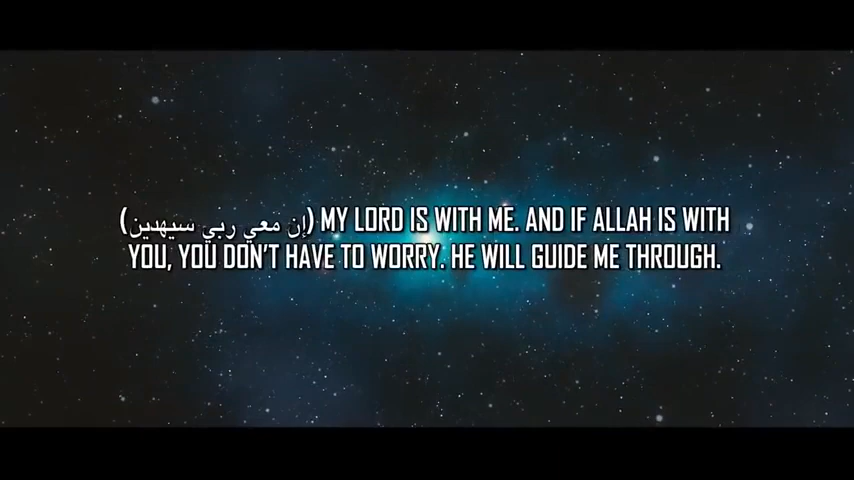 (إن معي ربي سيهدين) MY LORD IS WITH ME. AND IF ALLAH IS WITH
YOU, YOU DON'T HAVE TO WORRY. HE WILL GUIDE ME THROUGH.